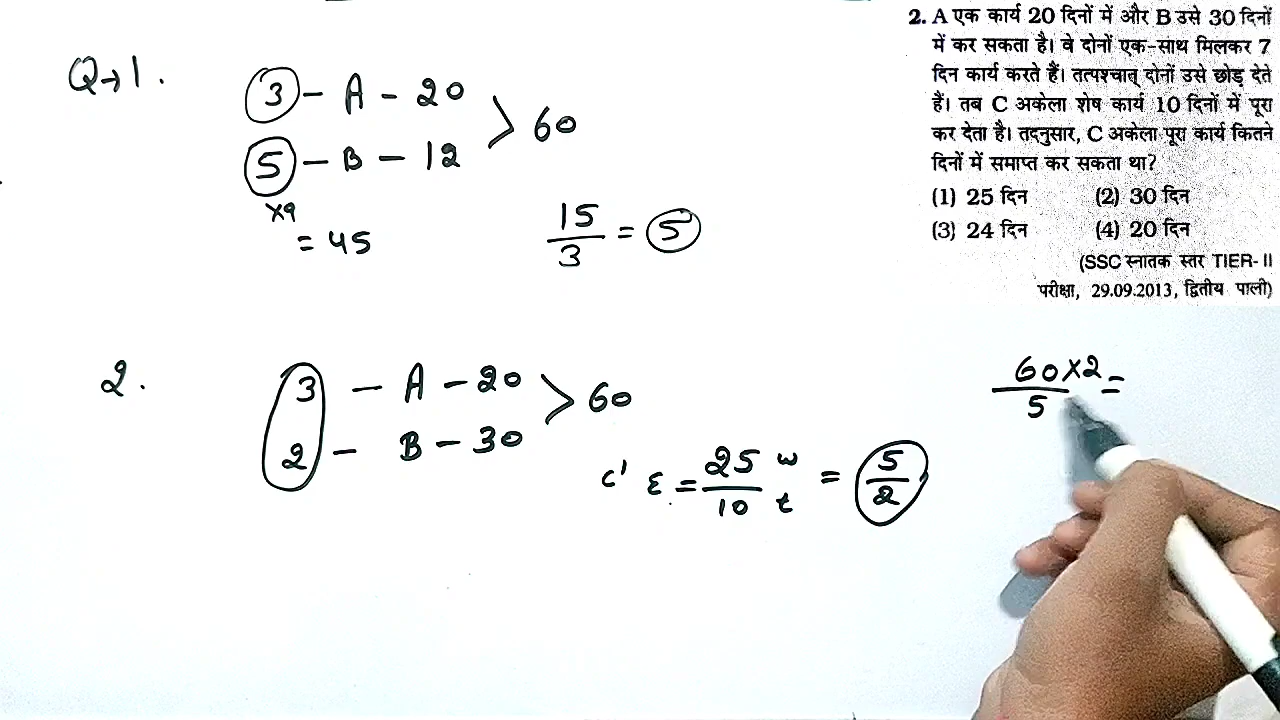 Q→1.
3 – A – 20
5 – B – 12
> 60
×9
= 45
15/3 = 5
2. A एक कार्य 20 दिनों में और B उसे 30 दिनों
में कर सकता है। वे दोनों एक-साथ मिलकर 7
दिन कार्य करते हैं। तत्पश्चात् दोनों उसे छोड़ देते
हैं। तब C अकेला शेष कार्य 10 दिनों में पूरा
कर देता है। तद्नुसार, C अकेला पूरा कार्य कितने
दिनों में समाप्त कर सकता था?
(1) 25 दिन (2) 30 दिन
(3) 24 दिन (4) 20 दिन
(SSC स्नातक स्तर TIER- II
परीक्षा, 29.09.2013, द्वितीय पाली)
2.
3 – A – 20
2 – B – 30
> 60
C' E = 25 w / 10 t = 5/2
60×2/5 =